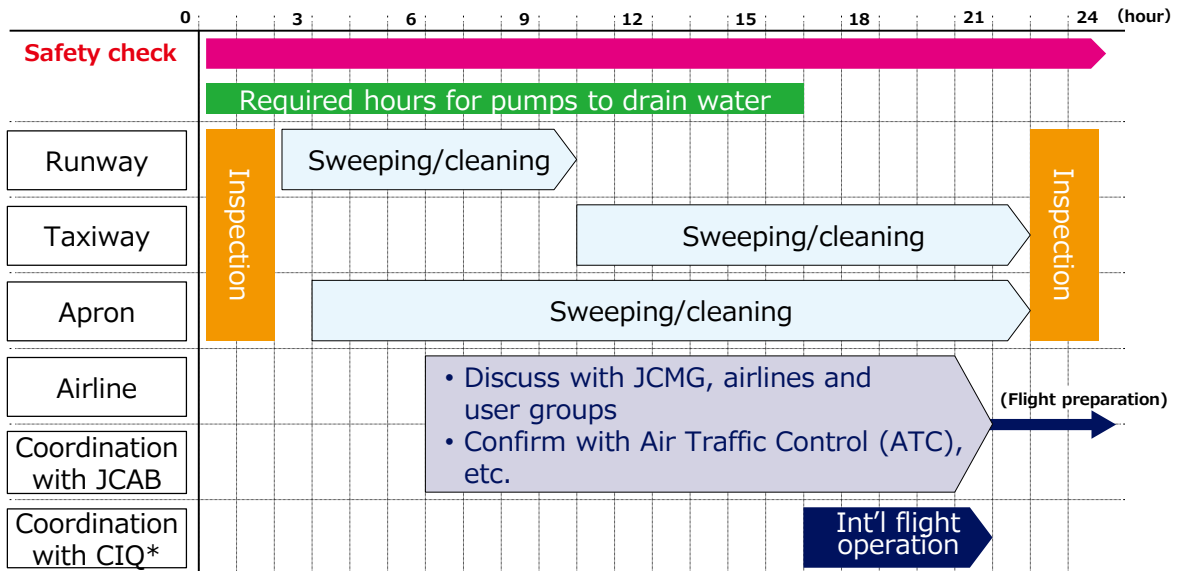 0 3 6 9 12 15 18 21 24 (hour)
Safety check
Required hours for pumps to drain water
Runway
Inspection
Sweeping/cleaning
Inspection
Taxiway
Sweeping/cleaning
Apron
Sweeping/cleaning
Airline
• Discuss with JCMG, airlines and
user groups
• Confirm with Air Traffic Control (ATC),
etc.
(Flight preparation)
Coordination
with JCAB
Coordination
with CIQ*
Int’l flight
operation